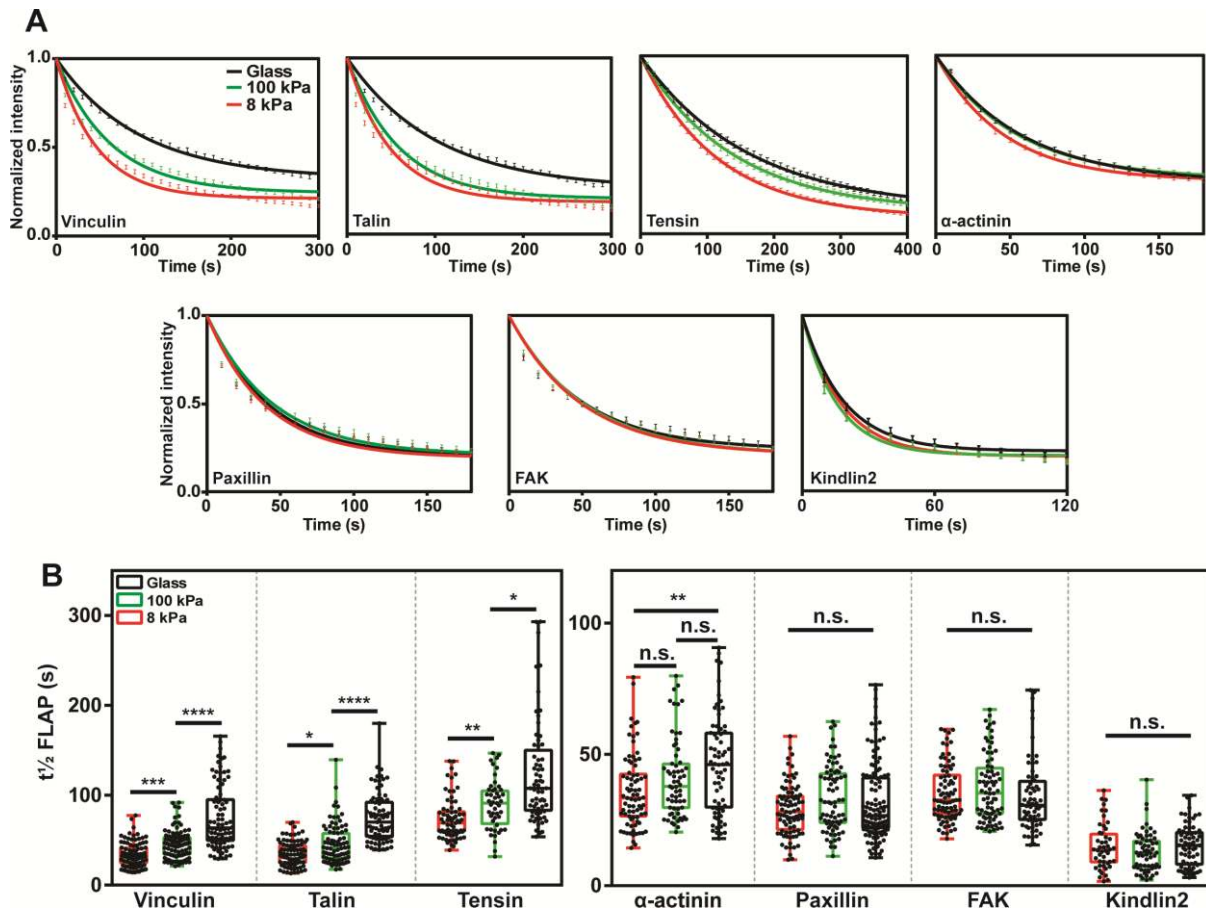 A
Normalized intensity
1.0
0.5
0.0
Glass
100 kPa
8 kPa
Vinculin
0 100 200 300
Time (s)
Talin
0 100 200 300
Time (s)
Tensin
0 100 200 300 400
Time (s)
α-actinin
0 50 100 150
Time (s)
Normalized intensity
1.0
0.5
0.0
Paxillin
0 50 100 150
Time (s)
FAK
0 50 100 150
Time (s)
Kindlin2
0 60 120
Time (s)
B
t½ FLAP (s)
300
200
100
0
Glass
100 kPa
8 kPa
***
****
*
****
**
*
Vinculin Talin Tensin
100
50
0
**
n.s.
n.s.
n.s.
n.s.
n.s.
α-actinin Paxillin FAK Kindlin2